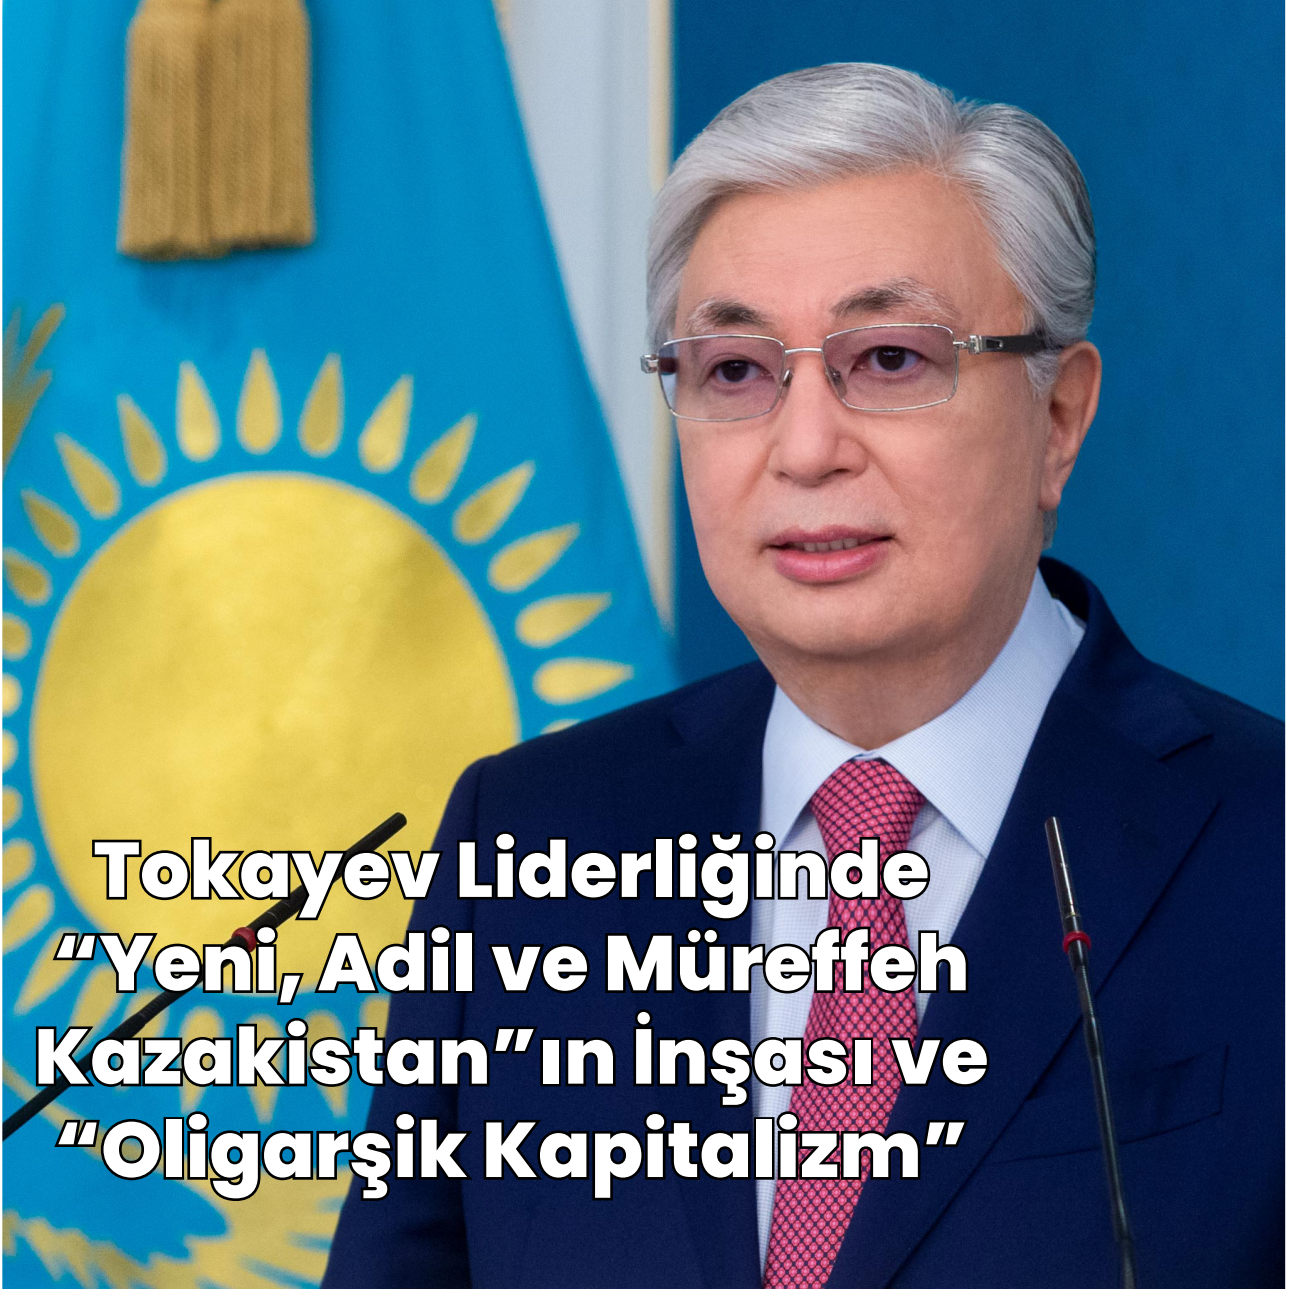 Tokayev Liderliğinde
“Yeni, Adil ve Müreffeh
Kazakistan”ın İnşası ve
“Oligarşik Kapitalizm”